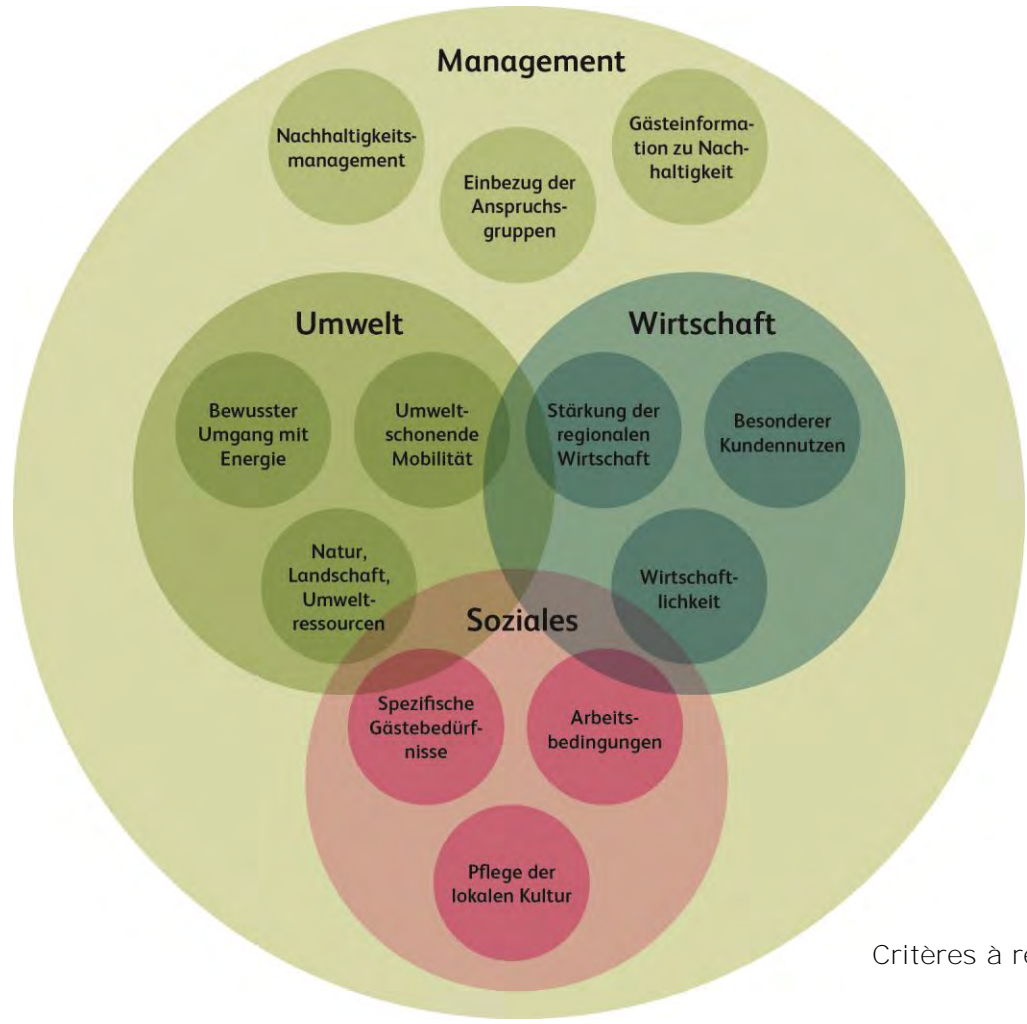 Management
Nachhaltigkeits-
management
Einbezug der
Anspruchs-
gruppen
Gästeinforma-
tion zu Nach-
haltigkeit
Umwelt
Bewusster
Umgang mit
Energie
Umwelt-
schonende
Mobilität
Natur,
Landschaft,
Umwelt-
ressourcen
Wirtschaft
Stärkung der
regionalen
Wirtschaft
Besonderer
Kundennutzen
Wirtschaft-
lichkeit
Soziales
Spezifische
Gästebedürf-
nisse
Arbeits-
bedingungen
Pflege der
lokalen Kultur
Critères à